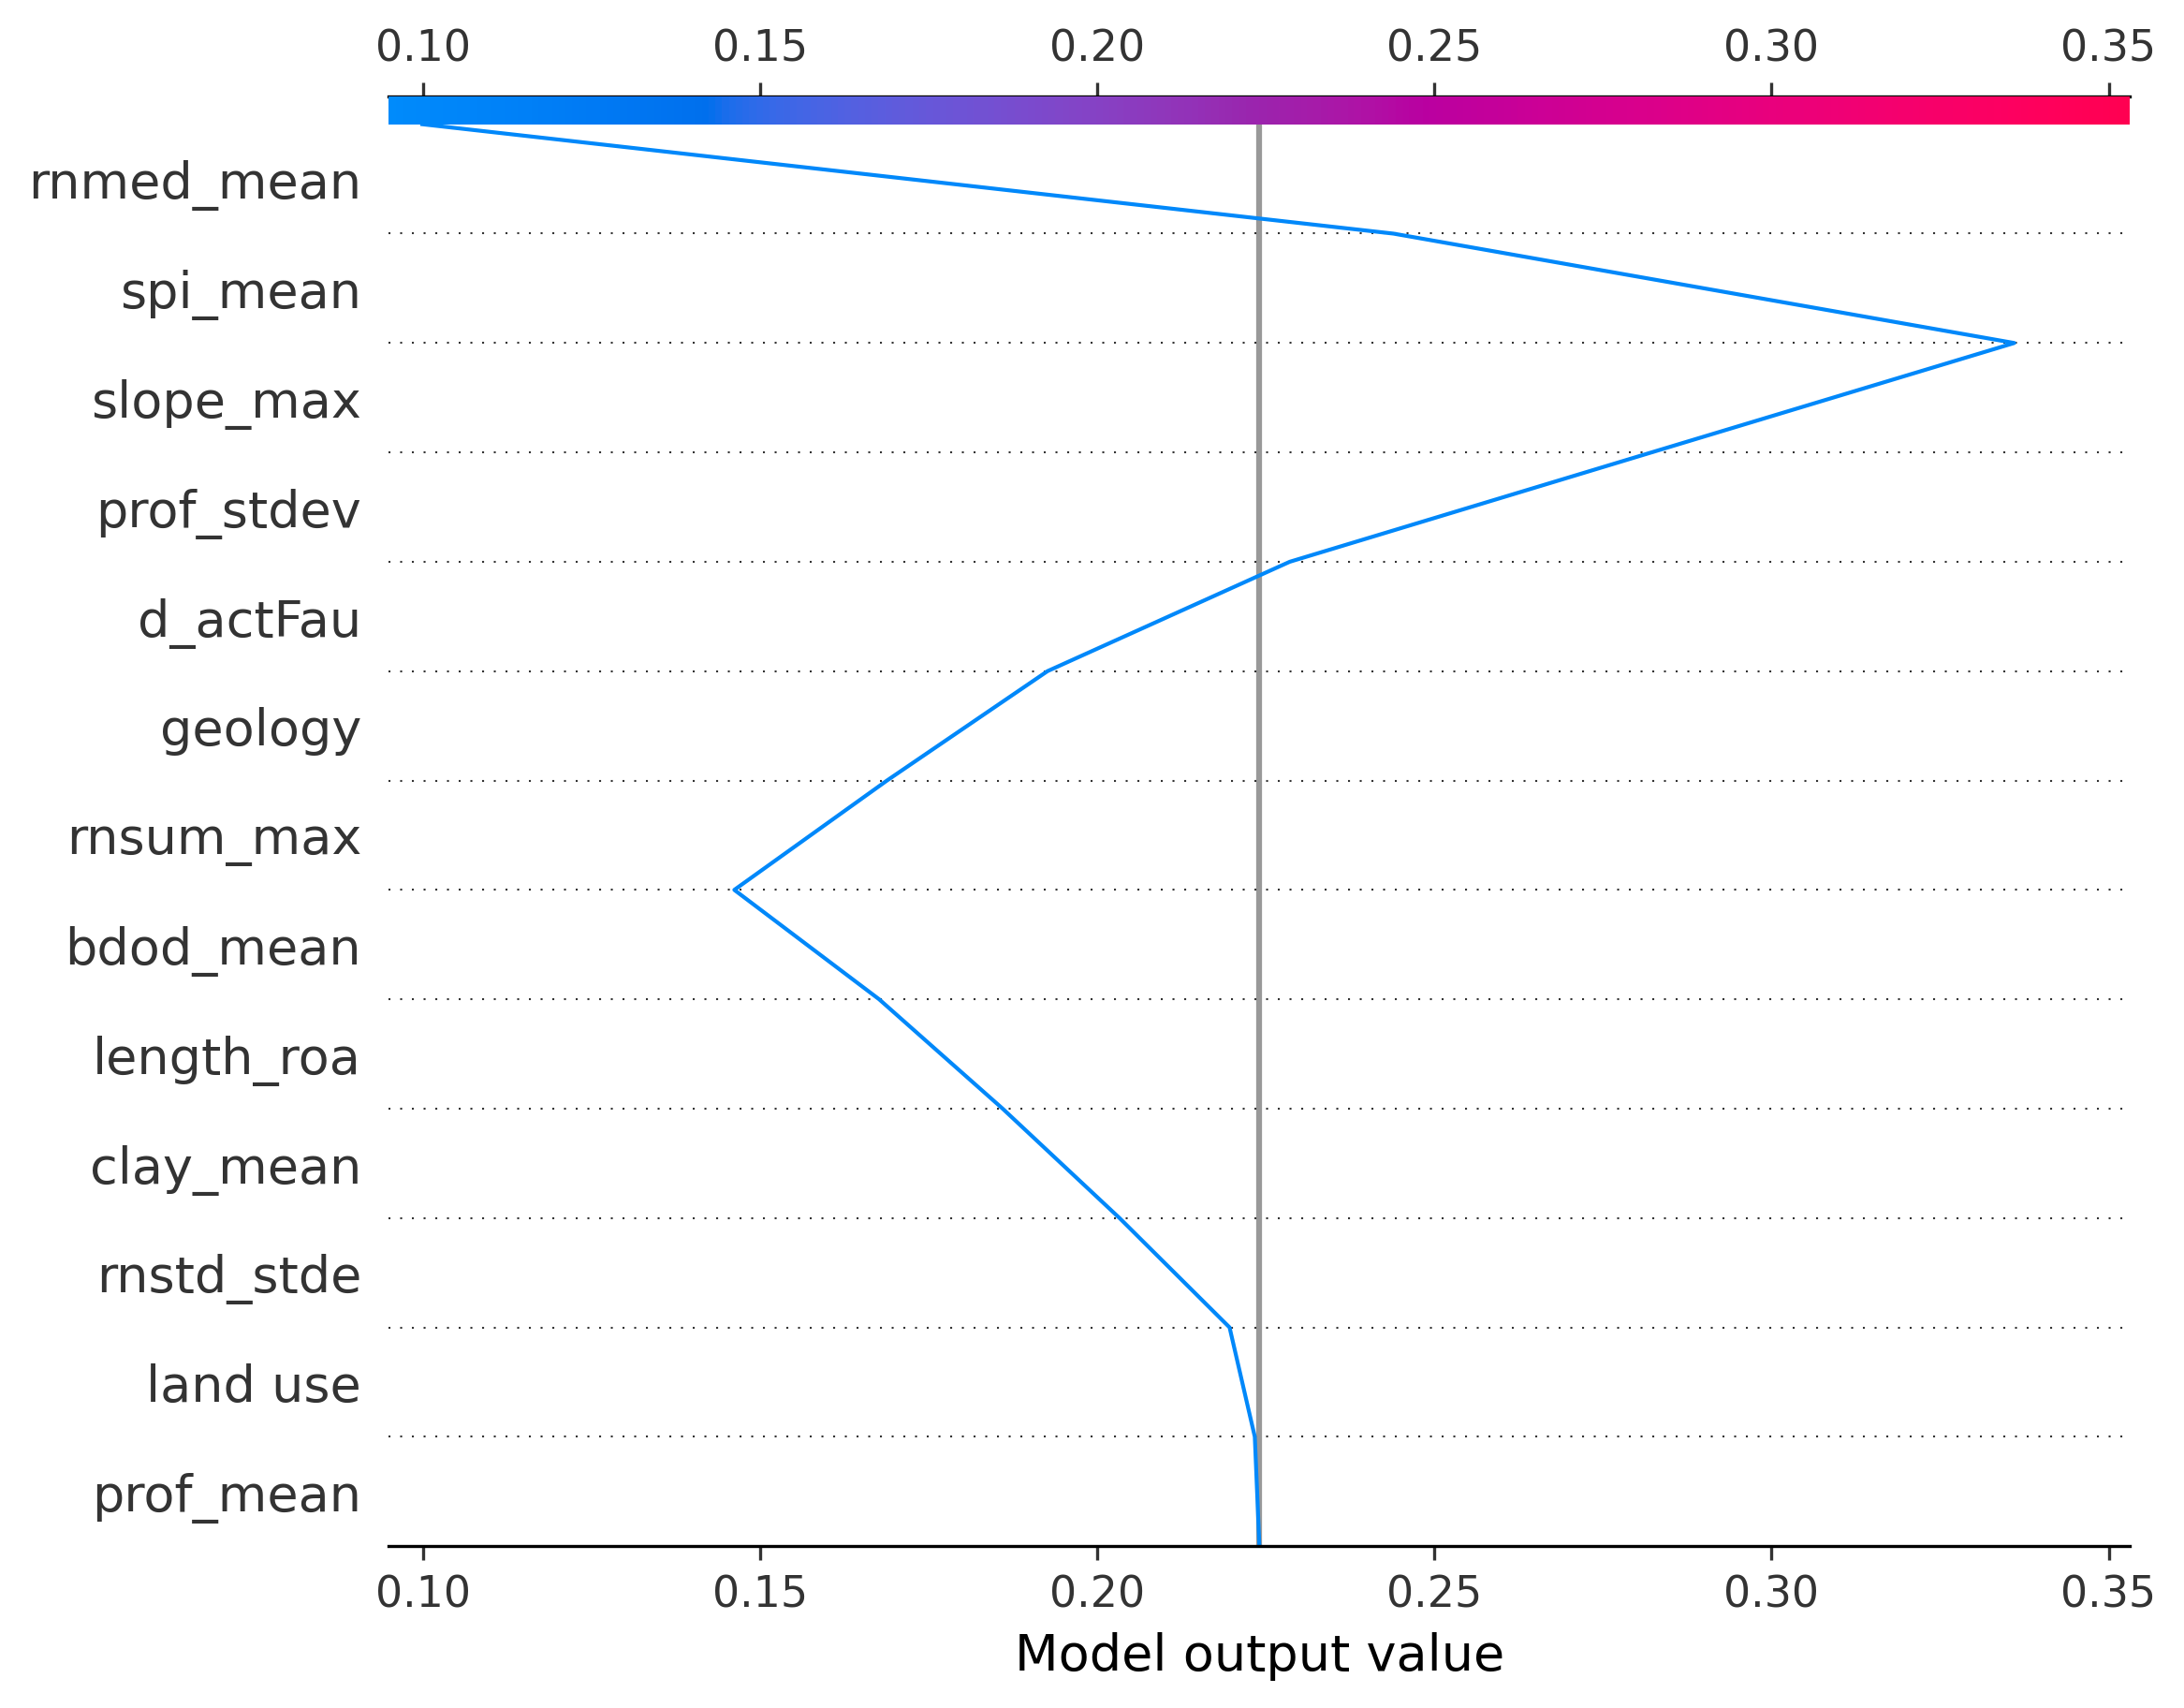 0.10 0.15 0.20 0.25 0.30 0.35
rnmed_mean
spi_mean
slope_max
prof_stdev
d_actFau
geology
rnsum_max
bdod_mean
length_roa
clay_mean
rnstd_stde
land use
prof_mean
0.10 0.15 0.20 0.25 0.30 0.35
Model output value